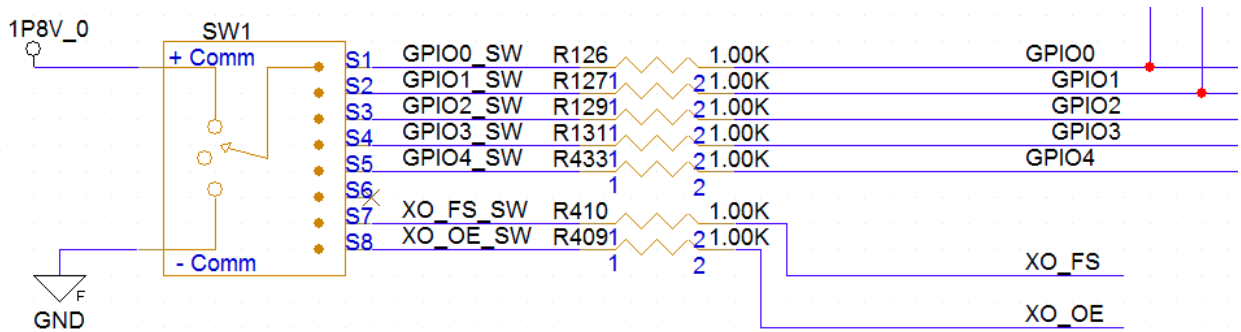 1P8V_0
SW1
+ Comm
S1 GPIO0_SW R126 1.00K GPIO0
S2 GPIO1_SW R127 1 2 1.00K GPIO1
S3 GPIO2_SW R129 1 2 1.00K GPIO2
S4 GPIO3_SW R131 1 2 1.00K GPIO3
S5 GPIO4_SW R433 1 2 1.00K GPIO4
S6 1 2
S7 XO_FS_SW R410 1.00K
S8 XO_OE_SW R409 1 2 1.00K
- Comm 1 2 XO_FS
F
GND XO_OE